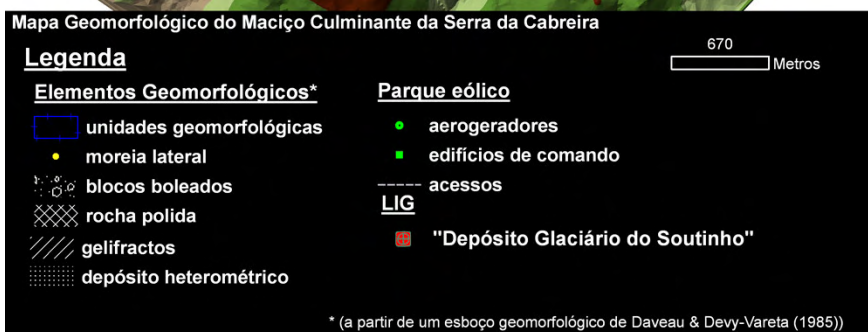 Mapa Geomorfológico do Maciço Culminante da Serra da Cabreira
Legenda
670
Metros
Elementos Geomorfológicos*
unidades geomorfológicas
moreia lateral
blocos boleados
rocha polida
gelifractos
depósito heterométrico
Parque eólico
aerogeradores
edifícios de comando
acessos
LIG
"Depósito Glaciário do Soutinho"
* (a partir de um esboço geomorfológico de Daveau & Devy-Vareta (1985))